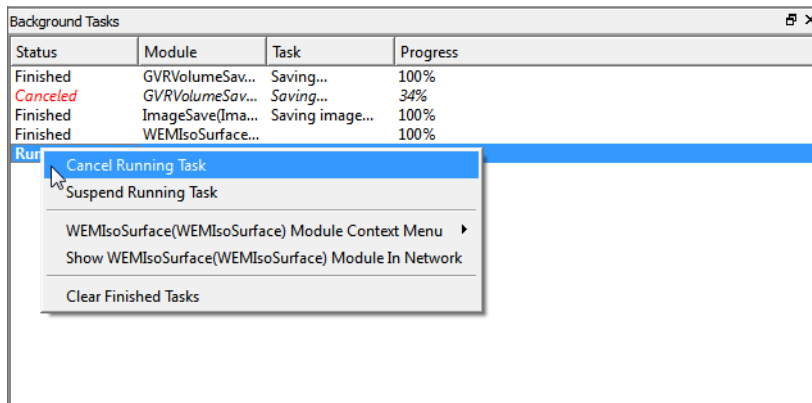 Background Tasks
Status Module Task Progress
Finished GVRVolumeSav... Saving... 100%
Canceled GVRVolumeSav... Saving... 34%
Finished ImageSave(Ima... Saving image... 100%
Finished WEMIsoSurface... 100%
Cancel Running Task
Suspend Running Task
WEMIsoSurface(WEMIsoSurface) Module Context Menu
Show WEMIsoSurface(WEMIsoSurface) Module In Network
Clear Finished Tasks